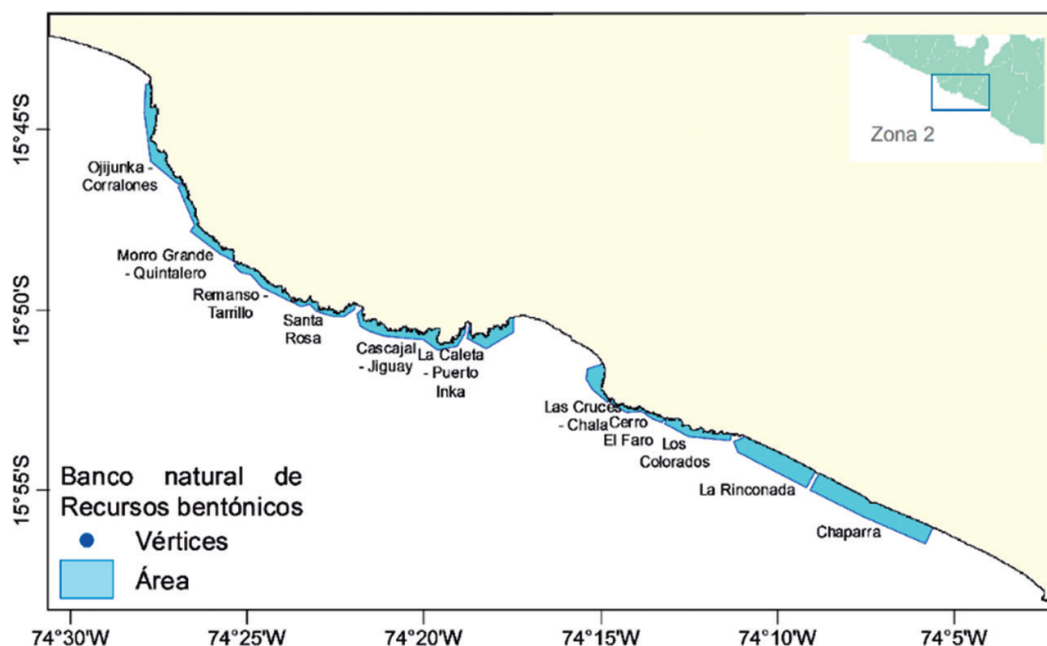 Zona 2
15°45'S
15°50'S
15°55'S
Ojijunka -
Corralones
Morro Grande
- Quintalero
Remanso -
Tarrillo
Santa
Rosa
Cascajal
- Jiguay
La Caleta
- Puerto
Inka
Las Cruces
- Chala
Cerro
El Faro
Los
Colorados
La Rinconada
Chaparra
Banco natural de
Recursos bentónicos
Vértices
Área
74°30'W
74°25'W
74°20'W
74°15'W
74°10'W
74°5'W